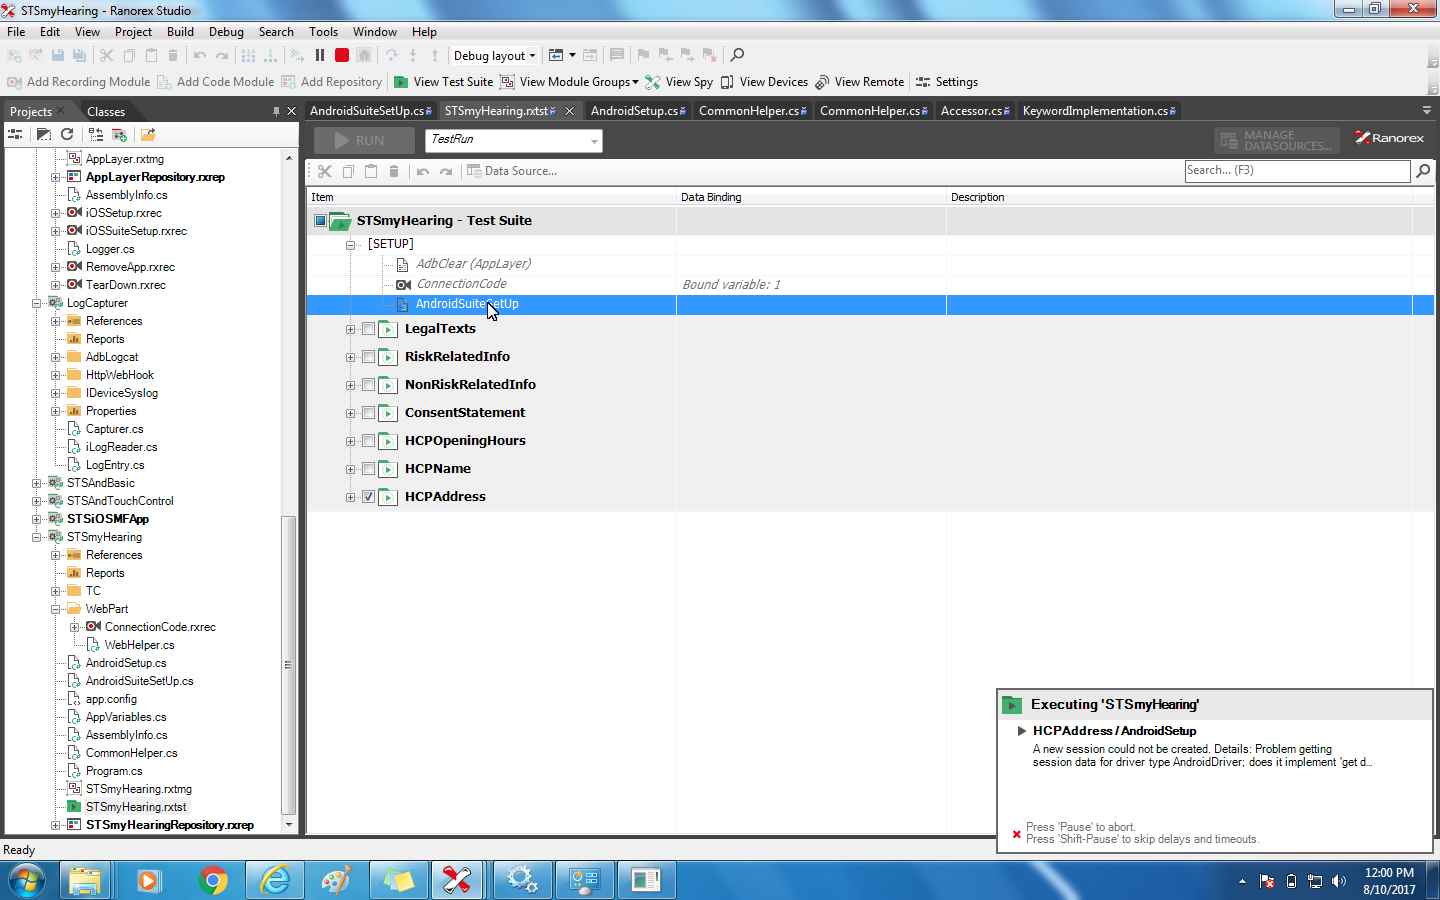 STSmyHearing - Ranorex Studio
File Edit View Project Build Debug Search Tools Window Help
Debug layout
Add Recording Module Add Code Module Add Repository View Test Suite View Module Groups View Spy View Devices View Remote Settings
Projects Classes
AndroidSuiteSetUp.cs STSmyHearing.rxtst AndroidSetup.cs CommonHelper.cs CommonHelper.cs Accessor.cs KeywordImplementation.cs
RUN TestRun MANAGE DATASOURCES... Ranorex
Data Source... Search... (F3)
Item Data Binding Description
AppLayer.rxtmg
AppLayerRepository.rxrep
AssemblyInfo.cs
iOSSetup.rxrec
iOSSuiteSetup.rxrec
Logger.cs
RemoveApp.rxrec
TearDown.rxrec
LogCapturer
References
Reports
AdbLogcat
HttpWebHook
IDeviceSyslog
Properties
Capturer.cs
iLogReader.cs
LogEntry.cs
STSAndBasic
STSAndTouchControl
STSiOSMFApp
STSmyHearing
References
Reports
TC
WebPart
ConnectionCode.rxrec
WebHelper.cs
AndroidSetup.cs
AndroidSuiteSetUp.cs
app.config
AppVariables.cs
AssemblyInfo.cs
CommonHelper.cs
Program.cs
STSmyHearing.rxtmg
STSmyHearing.rxtst
STSmyHearingRepository.rxrep
STSmyHearing - Test Suite
[SETUP]
AdbClear (AppLayer)
ConnectionCode Bound variable: 1
AndroidSuiteSetUp
LegalTexts
RiskRelatedInfo
NonRiskRelatedInfo
ConsentStatement
HCPOpeningHours
HCPName
HCPAddress
Executing 'STSmyHearing'
HCPAddress / AndroidSetup
A new session could not be created. Details: Problem getting
session data for driver type AndroidDriver; does it implement 'get d...
Press 'Pause' to abort.
Press 'Shift-Pause' to skip delays and timeouts.
Ready
12:00 PM
8/10/2017